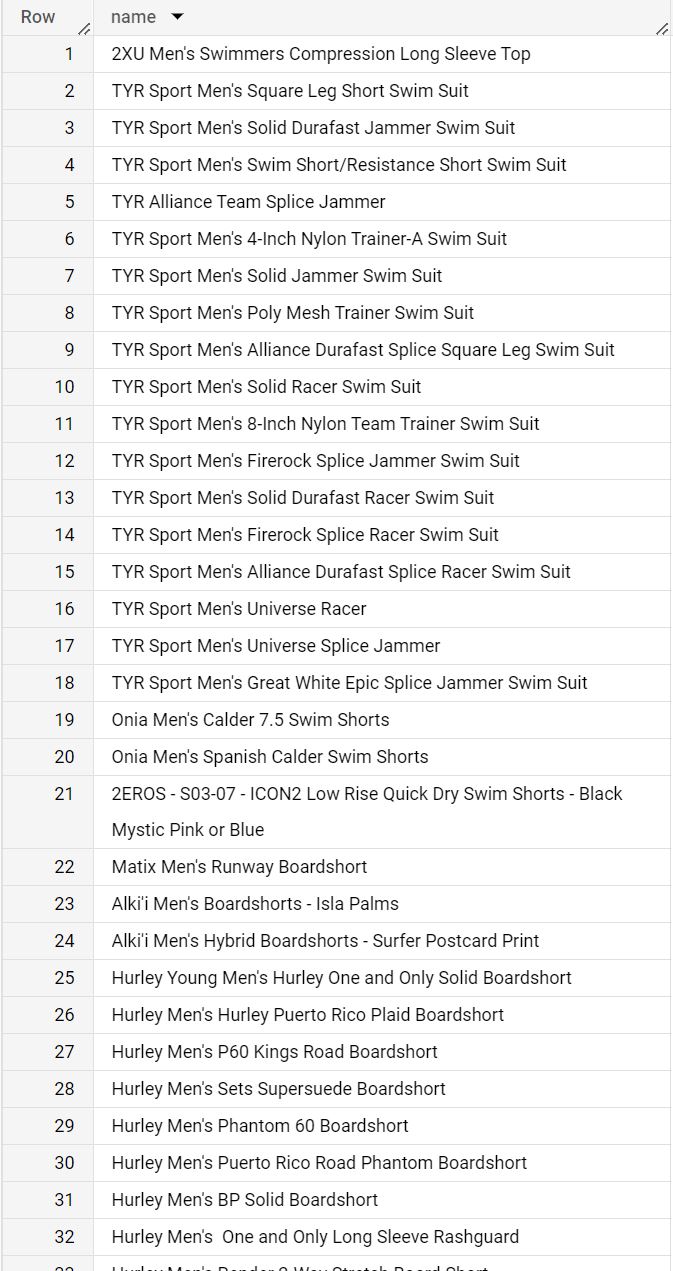 Row name
1 2XU Men's Swimmers Compression Long Sleeve Top
2 TYR Sport Men's Square Leg Short Swim Suit
3 TYR Sport Men's Solid Durafast Jammer Swim Suit
4 TYR Sport Men's Swim Short/Resistance Short Swim Suit
5 TYR Alliance Team Splice Jammer
6 TYR Sport Men's 4-Inch Nylon Trainer-A Swim Suit
7 TYR Sport Men's Solid Jammer Swim Suit
8 TYR Sport Men's Poly Mesh Trainer Swim Suit
9 TYR Sport Men's Alliance Durafast Splice Square Leg Swim Suit
10 TYR Sport Men's Solid Racer Swim Suit
11 TYR Sport Men's 8-Inch Nylon Team Trainer Swim Suit
12 TYR Sport Men's Firerock Splice Jammer Swim Suit
13 TYR Sport Men's Solid Durafast Racer Swim Suit
14 TYR Sport Men's Firerock Splice Racer Swim Suit
15 TYR Sport Men's Alliance Durafast Splice Racer Swim Suit
16 TYR Sport Men's Universe Racer
17 TYR Sport Men's Universe Splice Jammer
18 TYR Sport Men's Great White Epic Splice Jammer Swim Suit
19 Onia Men's Calder 7.5 Swim Shorts
20 Onia Men's Spanish Calder Swim Shorts
21 2EROS - S03-07 - ICON2 Low Rise Quick Dry Swim Shorts - Black
Mystic Pink or Blue
22 Matix Men's Runway Boardshort
23 Alki'i Men's Boardshorts - Isla Palms
24 Alki'i Men's Hybrid Boardshorts - Surfer Postcard Print
25 Hurley Young Men's Hurley One and Only Solid Boardshort
26 Hurley Men's Hurley Puerto Rico Plaid Boardshort
27 Hurley Men's P60 Kings Road Boardshort
28 Hurley Men's Sets Supersuede Boardshort
29 Hurley Men's Phantom 60 Boardshort
30 Hurley Men's Puerto Rico Road Phantom Boardshort
31 Hurley Men's BP Solid Boardshort
32 Hurley Men's  One and Only Long Sleeve Rashguard